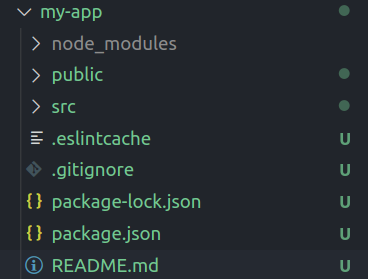 my-app
node_modules
public
src
.eslintcache U
.gitignore U
package-lock.json U
package.json U
README.md U